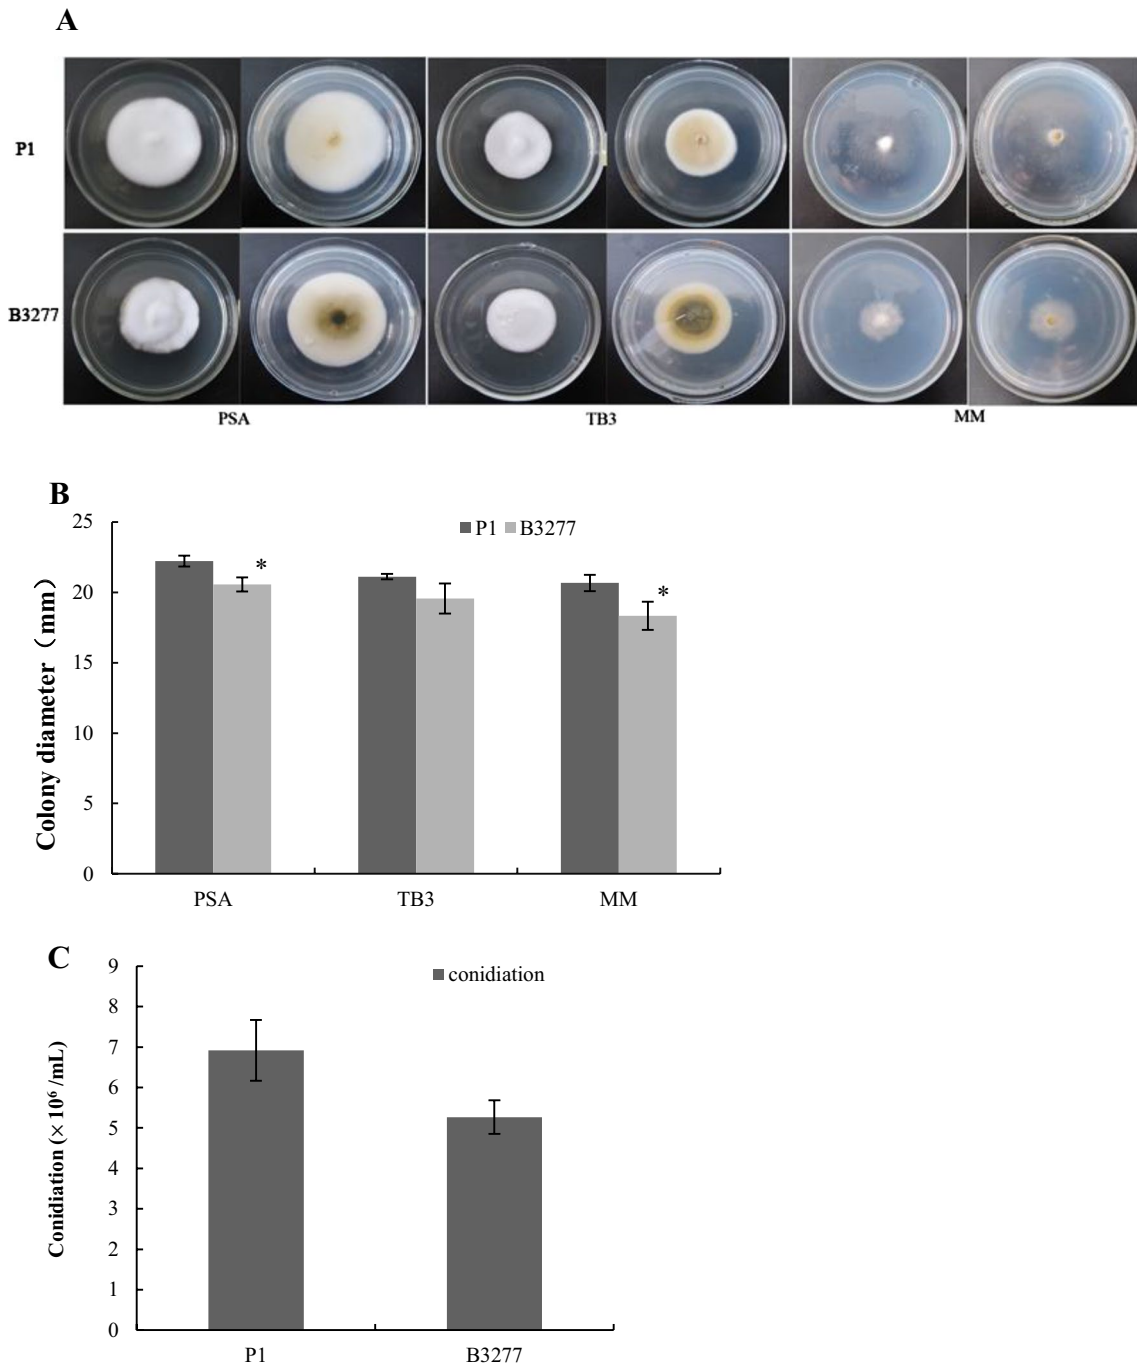 A
P1
B3277
PSA TB3 MM
B
25
20
15
10
5
0
Colony diameter（mm）
P1 B3277
*
*
PSA TB3 MM
C
9
8
7
6
5
4
3
2
1
0
Conidiation (×10⁶ /mL)
conidiation
P1 B3277